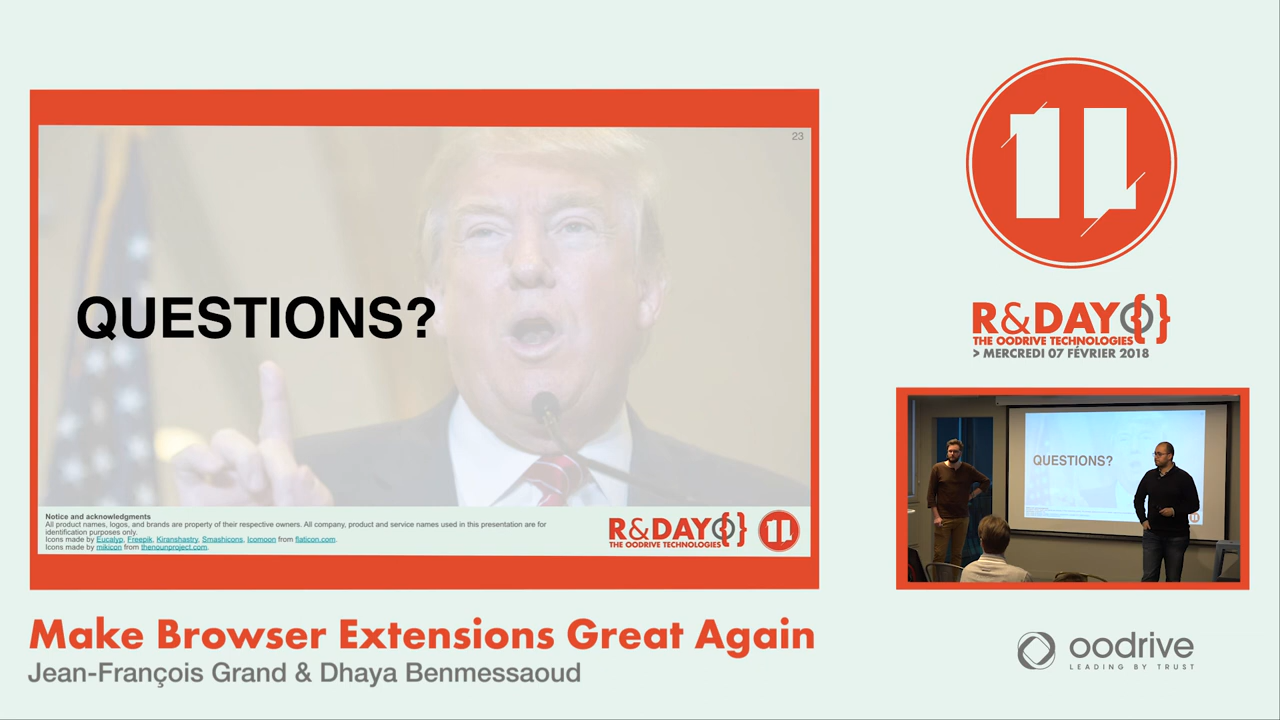 23
QUESTIONS?
Notice and acknowledgments
All product names, logos, and brands are property of their respective owners. All company, product and service names used in this presentation are for
identification purposes only.
Icons made by Eucalyp, Freepik, Kiranshastry, Smashicons, Icomoon from flaticon.com.
Icons made by mikicon from thenounproject.com.
R&DAY{}
THE OODRIVE TECHNOLOGIES
Make Browser Extensions Great Again
Jean-François Grand & Dhaya Benmessaoud
R&DAY{}
THE OODRIVE TECHNOLOGIES
> MERCREDI 07 FÉVRIER 2018
QUESTIONS?
oodrive
LEADING BY TRUST